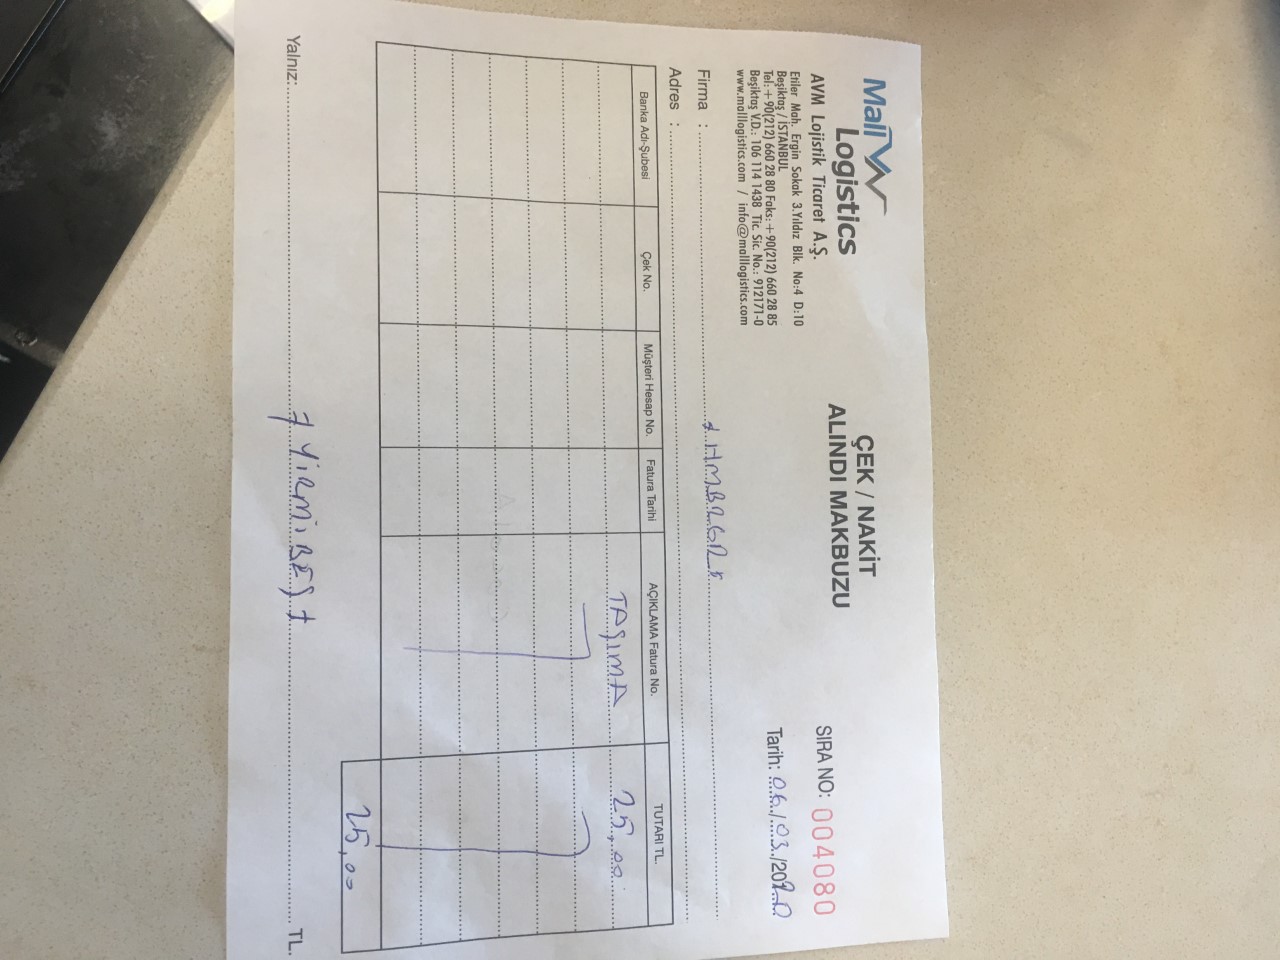 Mall
Logistics
AVM Lojistik Ticaret A.Ş.
Etiler Mah. Ergin Sokak 3.Yıldız Blk. No:4 D:10
Beşiktaş / İSTANBUL
Tel:+90(212) 660 28 80 Faks:+90(212) 660 28 85
Beşiktaş V.D.: 106 114 1438 Tic. Sic. No.: 912171-0
www.malllogistics.com / info@malllogistics.com
ÇEK / NAKİT
ALINDI MAKBUZU
SIRA NO: 004080
Tarih: 06./.03./2020
Firma : HMBRGR
Adres :
Banka Adı-Şubesi Çek No. Müşteri Hesap No. Fatura Tarihi AÇIKLAMA Fatura No. TUTARI TL.
TAŞIMA 25,00
25,00
Yalnız: YİRMİBEŞ TL.